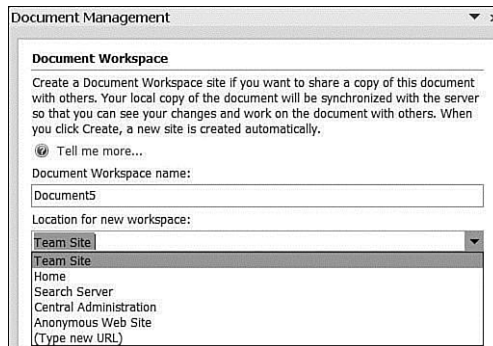 Document Management
Document Workspace
Create a Document Workspace site if you want to share a copy of this document
with others. Your local copy of the document will be synchronized with the server
so that you can see your changes and work on the document with others. When
you click Create, a new site is created automatically.
Tell me more...
Document Workspace name:
Document5
Location for new workspace:
Team Site
Team Site
Home
Search Server
Central Administration
Anonymous Web Site
(Type new URL)